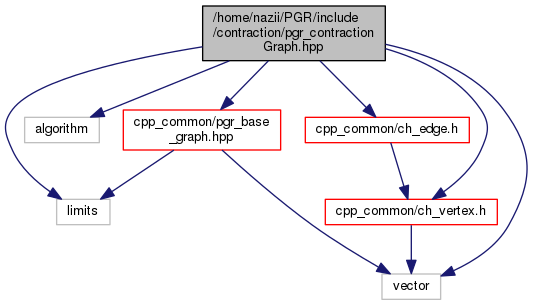 /home/nazii/PGR/include
/contraction/pgr_contraction
Graph.hpp
algorithm
cpp_common/pgr_base
_graph.hpp
cpp_common/ch_edge.h
limits
cpp_common/ch_vertex.h
vector